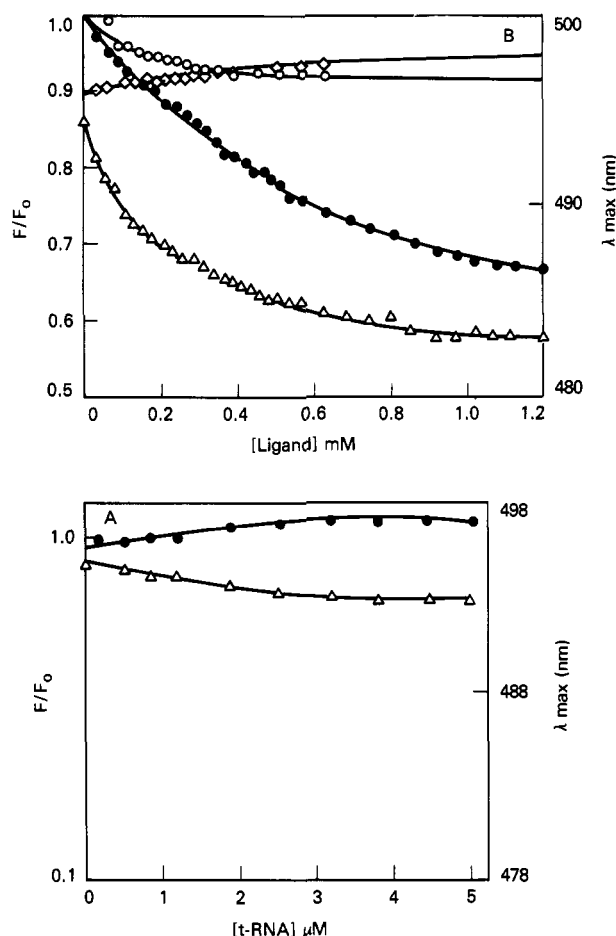 1.0
0.9
0.8
0.7
0.6
0.5
F/Fo
B
500
490
480
λ max (nm)
0 0.2 0.4 0.6 0.8 1.0 1.2
[Ligand] mM
A
1.0
0.1
F/Fo
498
488
478
λ max (nm)
0 1 2 3 4 5
[t-RNA] μM